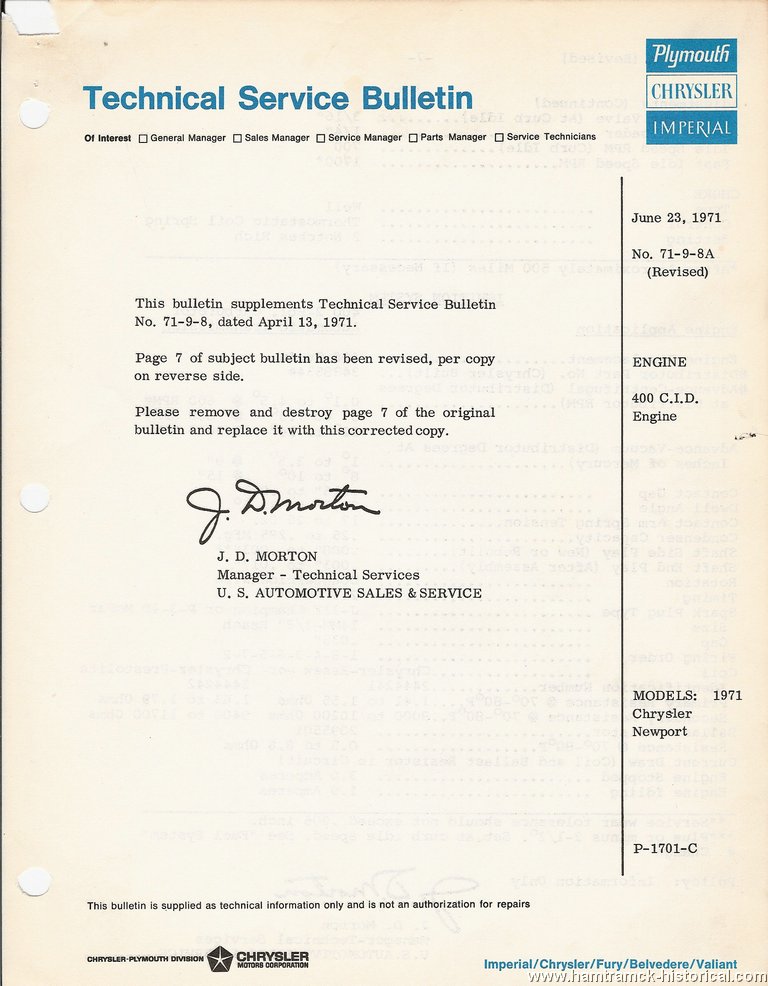 Plymouth
CHRYSLER
IMPERIAL
Technical Service Bulletin
Of Interest □ General Manager □ Sales Manager □ Service Manager □ Parts Manager □ Service Technicians
June 23, 1971
No. 71-9-8A
(Revised)
This bulletin supplements Technical Service Bulletin
No. 71-9-8, dated April 13, 1971.
Page 7 of subject bulletin has been revised, per copy
on reverse side.
Please remove and destroy page 7 of the original
bulletin and replace it with this corrected copy.
ENGINE
400 C.I.D.
Engine
J. D. Morton
J. D. MORTON
Manager - Technical Services
U. S. AUTOMOTIVE SALES & SERVICE
MODELS: 1971
Chrysler
Newport
P-1701-C
This bulletin is supplied as technical information only and is not an authorization for repairs
CHRYSLER-PLYMOUTH DIVISION CHRYSLER
MOTORS CORPORATION
Imperial/Chrysler/Fury/Belvedere/Valiant
www.hamtramck-historical.com